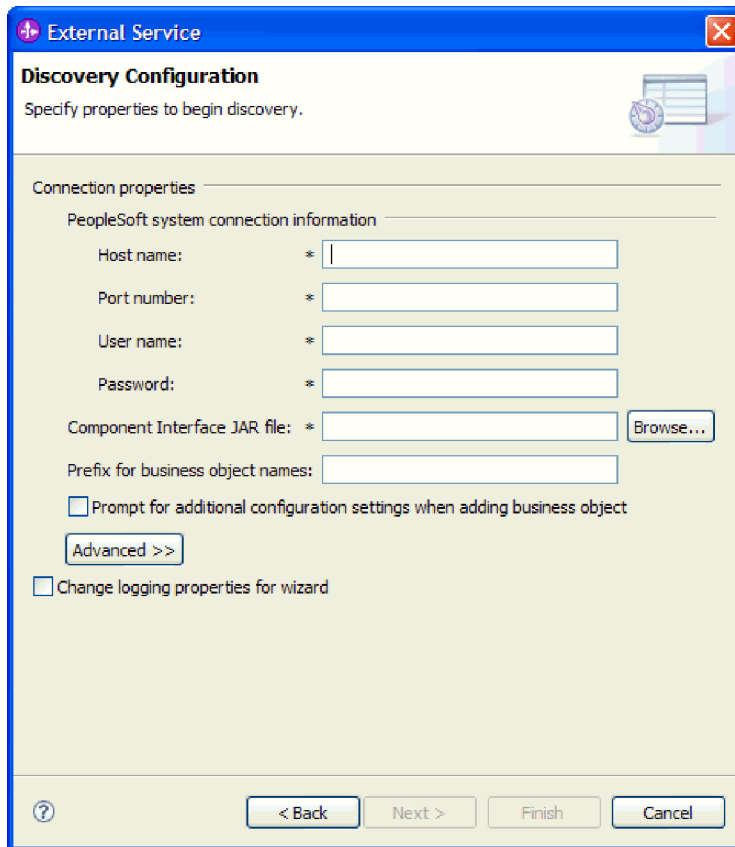 External Service
Discovery Configuration
Specify properties to begin discovery.
Connection properties
PeopleSoft system connection information
Host name: *
Port number: *
User name: *
Password: *
Component Interface JAR file: * Browse...
Prefix for business object names:
Prompt for additional configuration settings when adding business object
Advanced >>
Change logging properties for wizard
? < Back Next > Finish Cancel